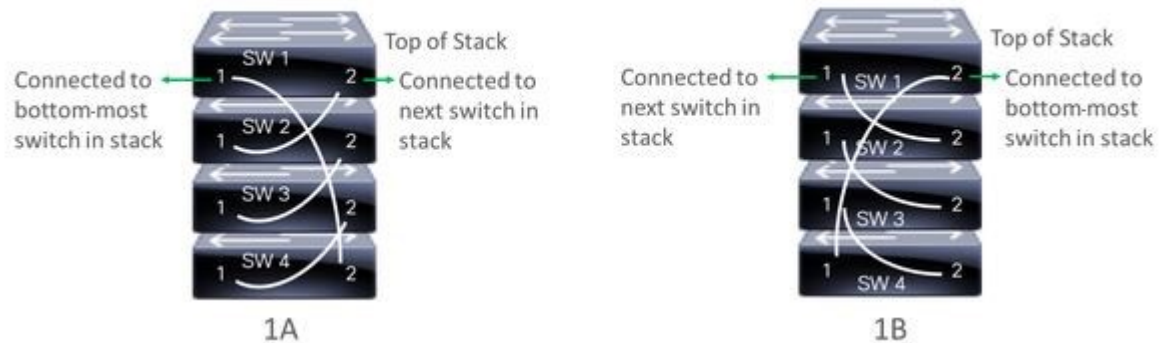 Top of Stack
SW 1
1 2
Connected to
bottom-most
switch in stack
Connected to
next switch in
stack
SW 2
1 2
SW 3
1 2
SW 4
1 2
1A
Top of Stack
1 2
SW 1
Connected to
next switch in
stack
Connected to
bottom-most
switch in stack
1 2
SW 2
1 2
SW 3
1 2
SW 4
1B